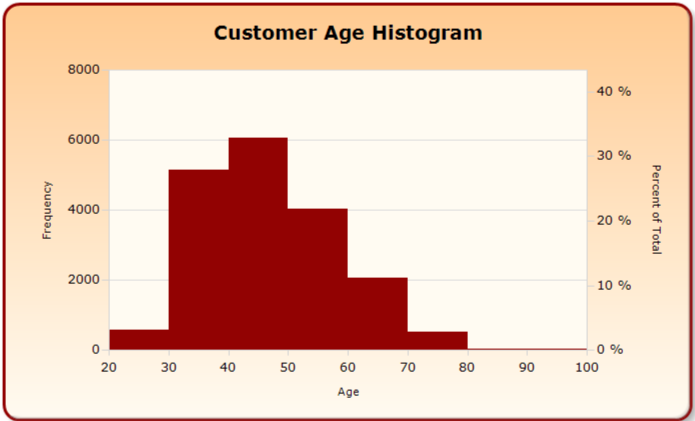 Customer Age Histogram
8000
6000
4000
2000
0
Frequency
40 %
30 %
20 %
10 %
0 %
Percent of Total
20 30 40 50 60 70 80 90 100
Age